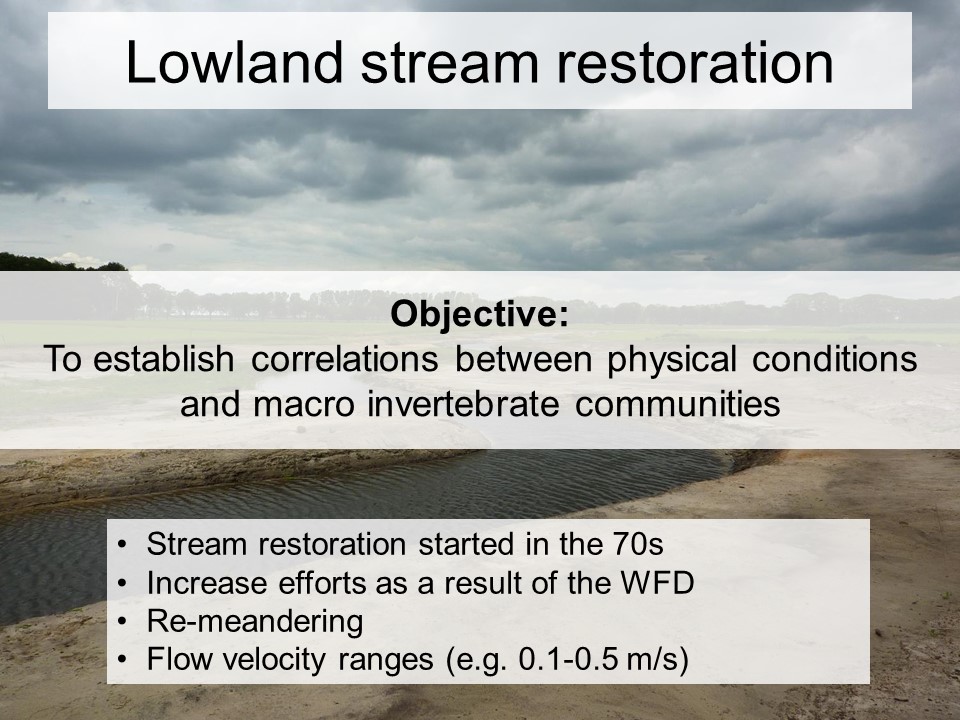 Lowland stream restoration
Objective:
To establish correlations between physical conditions
and macro invertebrate communities
• Stream restoration started in the 70s
• Increase efforts as a result of the WFD
• Re-meandering
• Flow velocity ranges (e.g. 0.1-0.5 m/s)